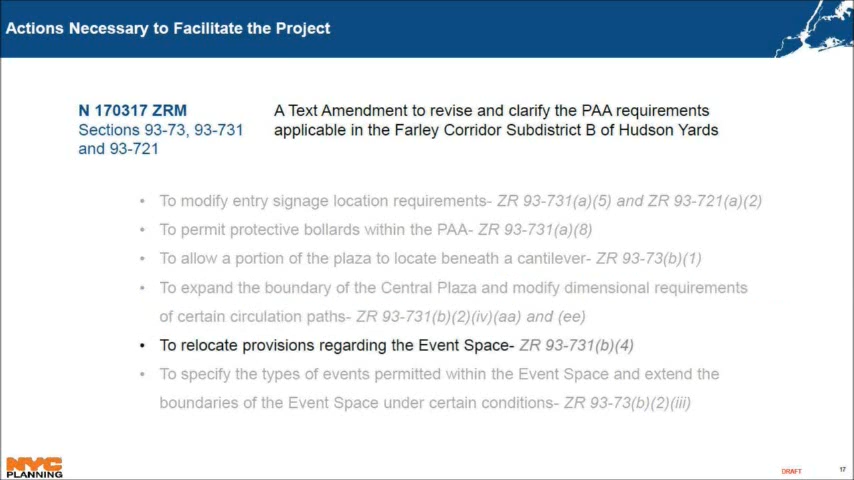 Actions Necessary to Facilitate the Project
N 170317 ZRM
Sections 93-73, 93-731
and 93-721
A Text Amendment to revise and clarify the PAA requirements
applicable in the Farley Corridor Subdistrict B of Hudson Yards
• To modify entry signage location requirements- ZR 93-731(a)(5) and ZR 93-721(a)(2)
• To permit protective bollards within the PAA- ZR 93-731(a)(8)
• To allow a portion of the plaza to locate beneath a cantilever- ZR 93-73(b)(1)
• To expand the boundary of the Central Plaza and modify dimensional requirements
of certain circulation paths- ZR 93-731(b)(2)(iv)(aa) and (ee)
• To relocate provisions regarding the Event Space- ZR 93-731(b)(4)
• To specify the types of events permitted within the Event Space and extend the
boundaries of the Event Space under certain conditions- ZR 93-73(b)(2)(iii)
NYC
PLANNING
DRAFT
17